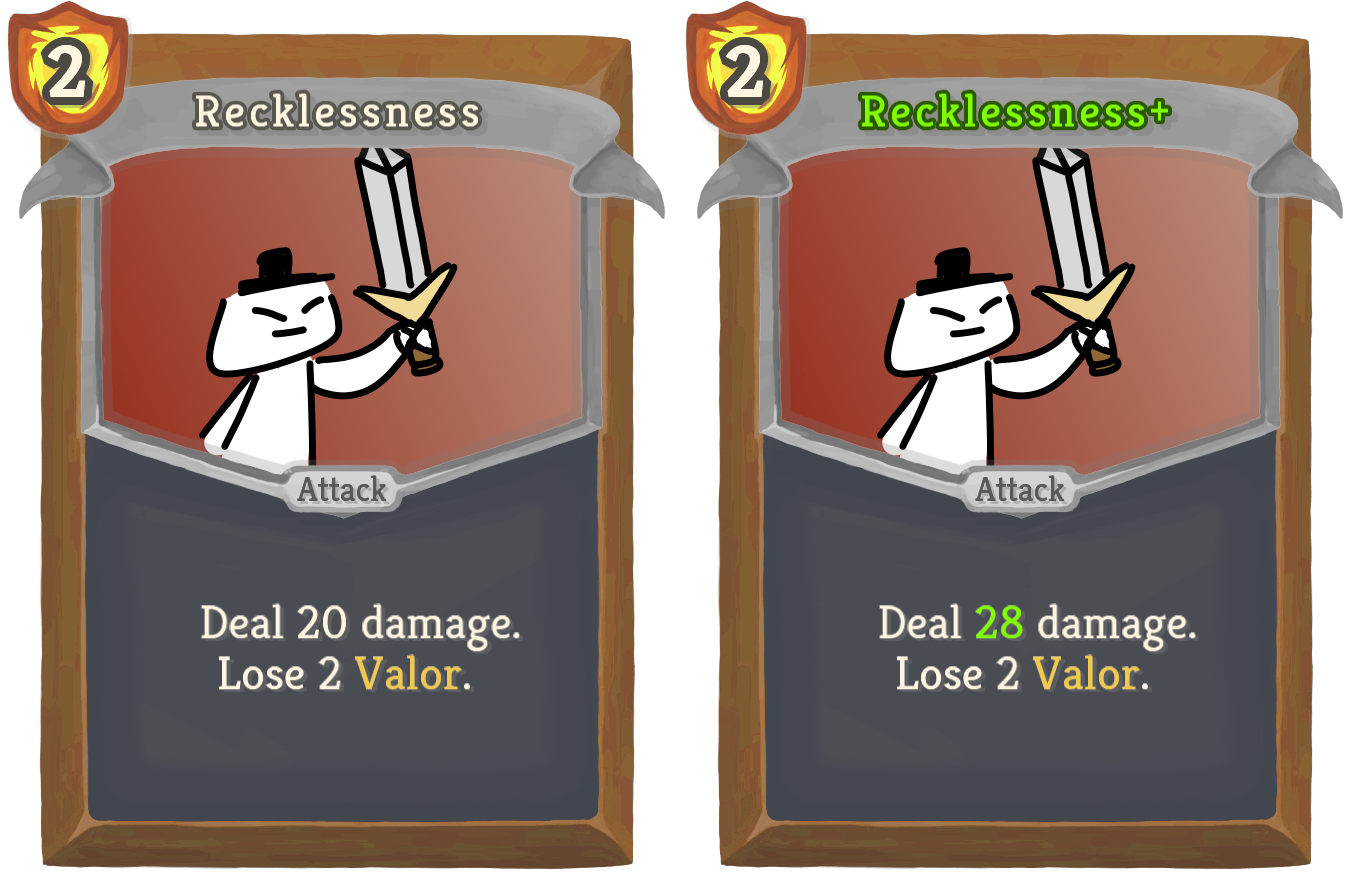 2
Recklessness
Attack
Deal 20 damage.
Lose 2 Valor.
2
Recklessness+
Attack
Deal 28 damage.
Lose 2 Valor.